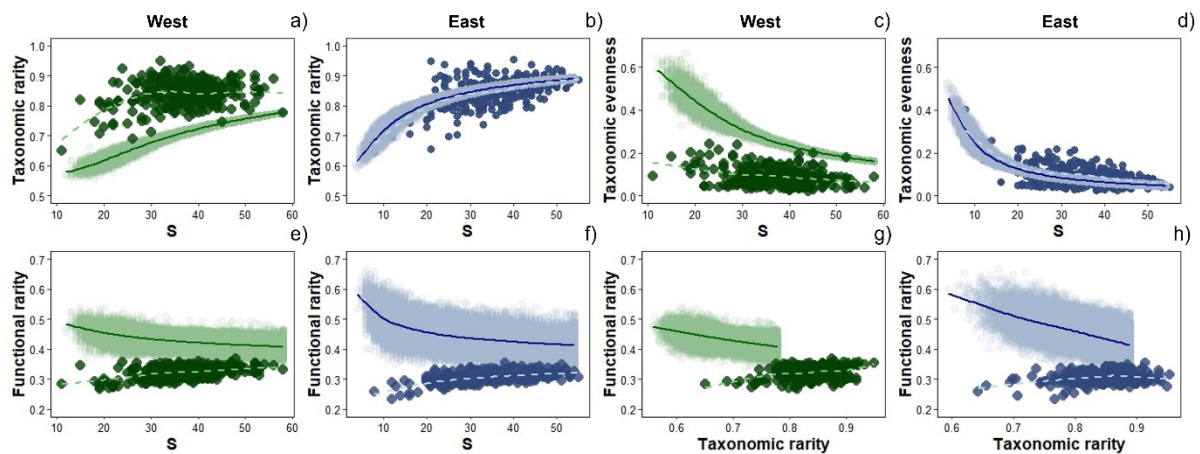 West
a)
East
b)
West
c)
East
d)
Taxonomic rarity
1.0
0.9
0.8
0.7
0.6
0.5
10 20 30 40 50 60
S
Taxonomic rarity
1.0
0.9
0.8
0.7
0.6
0.5
10 20 30 40 50
S
Taxonomic evenness
0.6
0.4
0.2
0.0
10 20 30 40 50 60
S
Taxonomic evenness
0.6
0.4
0.2
0.0
10 20 30 40 50
S
e)
f)
g)
h)
Functional rarity
0.7
0.6
0.5
0.4
0.3
0.2
10 20 30 40 50 60
S
Functional rarity
0.7
0.6
0.5
0.4
0.3
0.2
10 20 30 40 50
S
Functional rarity
0.7
0.6
0.5
0.4
0.3
0.2
0.6 0.7 0.8 0.9
Taxonomic rarity
Functional rarity
0.7
0.6
0.5
0.4
0.3
0.2
0.6 0.7 0.8 0.9
Taxonomic rarity